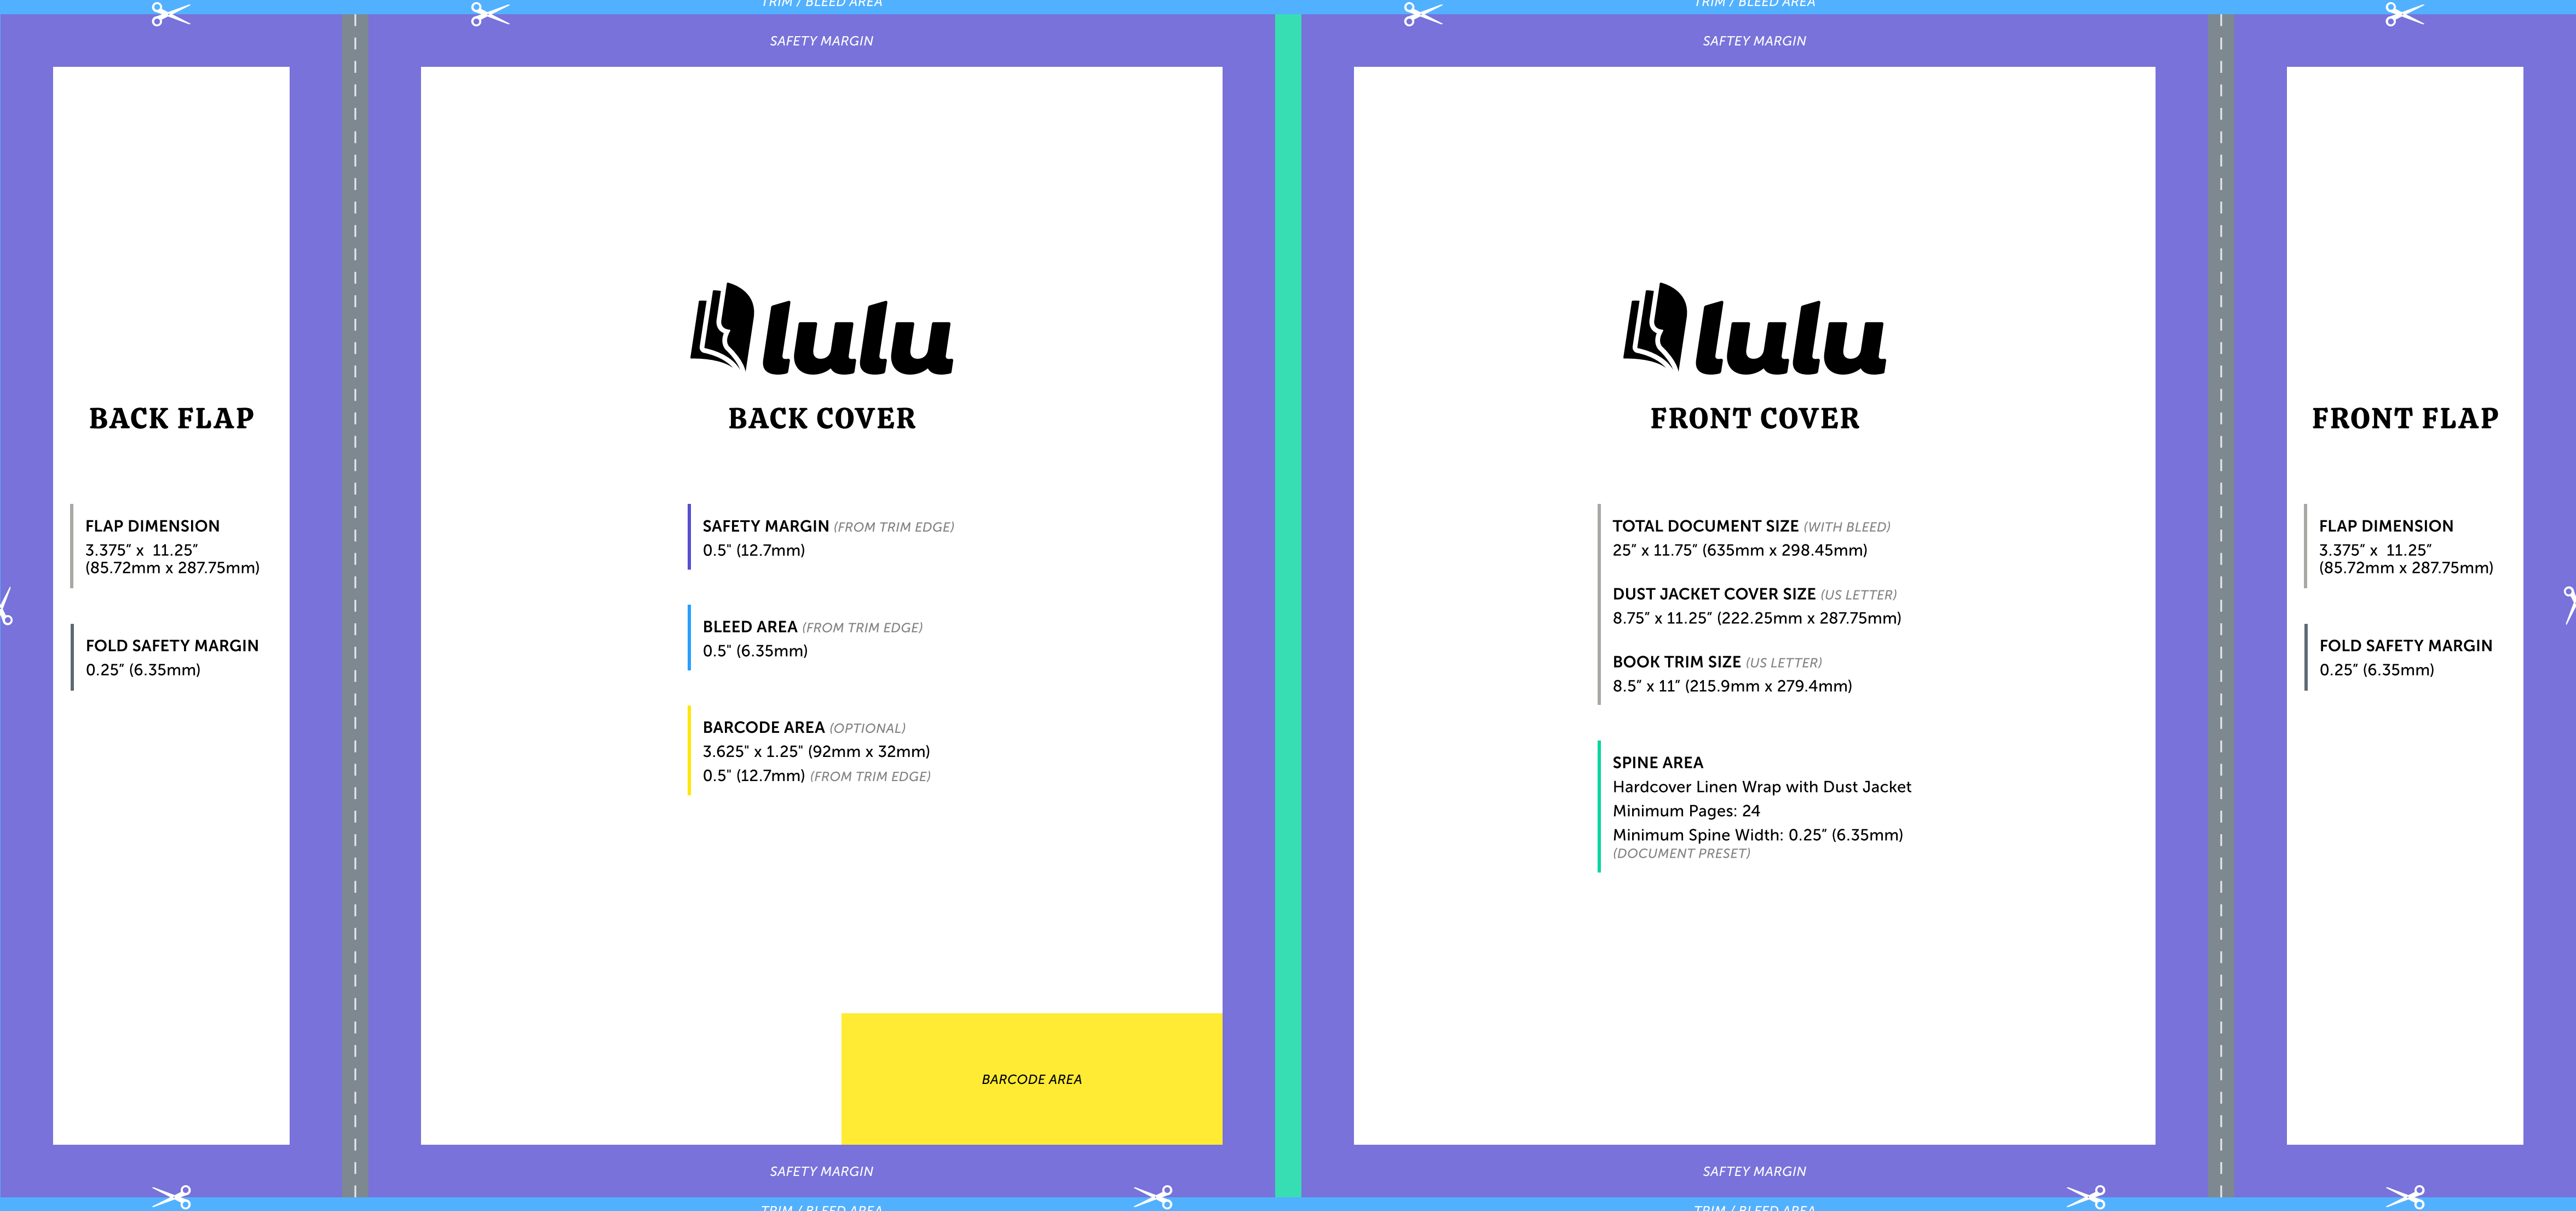 TRIM / BLEED AREA
TRIM / BLEED AREA
SAFETY MARGIN
SAFTEY MARGIN
BACK FLAP
FLAP DIMENSION
3.375” x  11.25”
(85.72mm x 287.75mm)
FOLD SAFETY MARGIN
0.25” (6.35mm)
lulu
BACK COVER
SAFETY MARGIN (FROM TRIM EDGE)
0.5" (12.7mm)
BLEED AREA (FROM TRIM EDGE)
0.5" (6.35mm)
BARCODE AREA (OPTIONAL)
3.625" x 1.25" (92mm x 32mm)
0.5" (12.7mm) (FROM TRIM EDGE)
BARCODE AREA
lulu
FRONT COVER
TOTAL DOCUMENT SIZE (WITH BLEED)
25” x 11.75” (635mm x 298.45mm)
DUST JACKET COVER SIZE (US LETTER)
8.75” x 11.25” (222.25mm x 287.75mm)
BOOK TRIM SIZE (US LETTER)
8.5” x 11” (215.9mm x 279.4mm)
SPINE AREA
Hardcover Linen Wrap with Dust Jacket
Minimum Pages: 24
Minimum Spine Width: 0.25” (6.35mm)
(DOCUMENT PRESET)
FRONT FLAP
FLAP DIMENSION
3.375” x  11.25”
(85.72mm x 287.75mm)
FOLD SAFETY MARGIN
0.25” (6.35mm)
SAFETY MARGIN
SAFTEY MARGIN
TRIM / BLEED AREA
TRIM / BLEED AREA